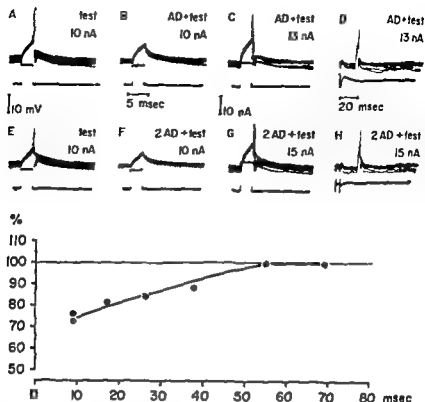 A test 10 nA
B AD+test 10 nA
C AD+test 13 nA
D AD+test 13 nA
10 mV
5 msec
10 nA
20 msec
E test 10 nA
F 2 AD+test 10 nA
G 2 AD+test 15 nA
H 2 AD+test 15 nA
%
110
100
90
80
70
60
50
10 20 30 40 50 60 70 80 msec